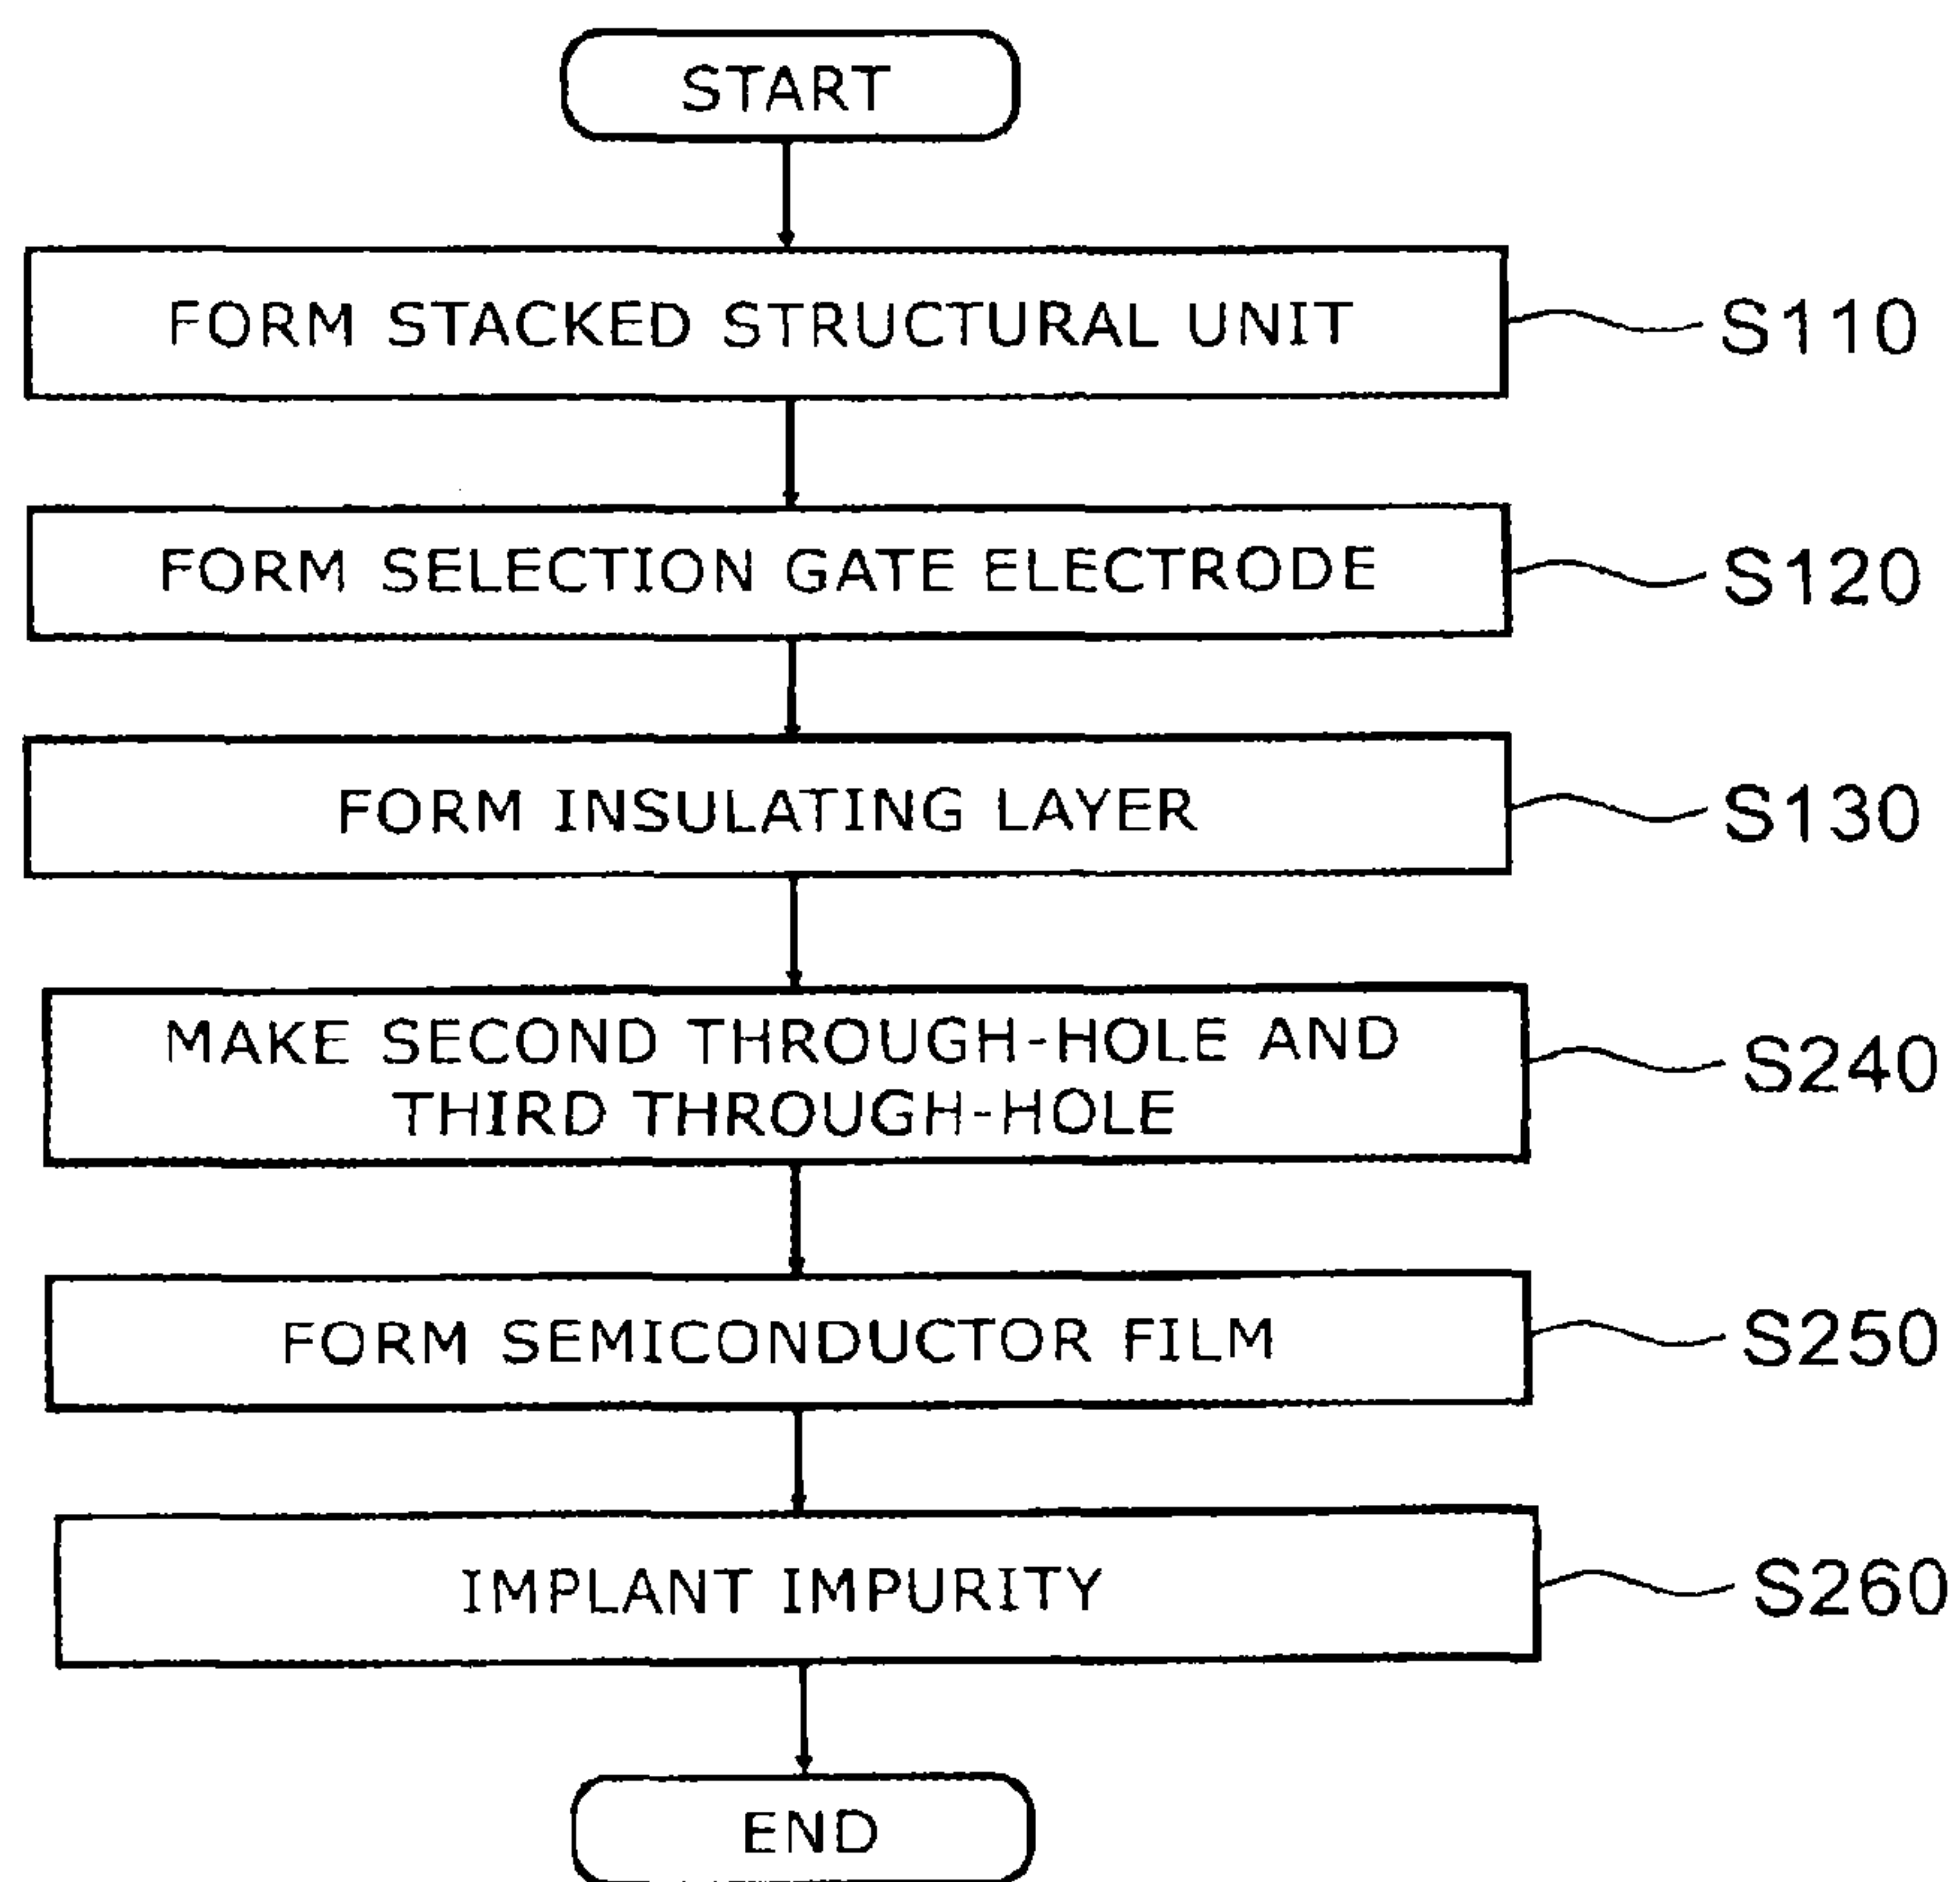 START
FORM STACKED STRUCTURAL UNIT
S110
FORM SELECTION GATE ELECTRODE
S120
FORM INSULATING LAYER
S130
MAKE SECOND THROUGH-HOLE AND
THIRD THROUGH-HOLE
S240
FORM SEMICONDUCTOR FILM
S250
IMPLANT IMPURITY
S260
END